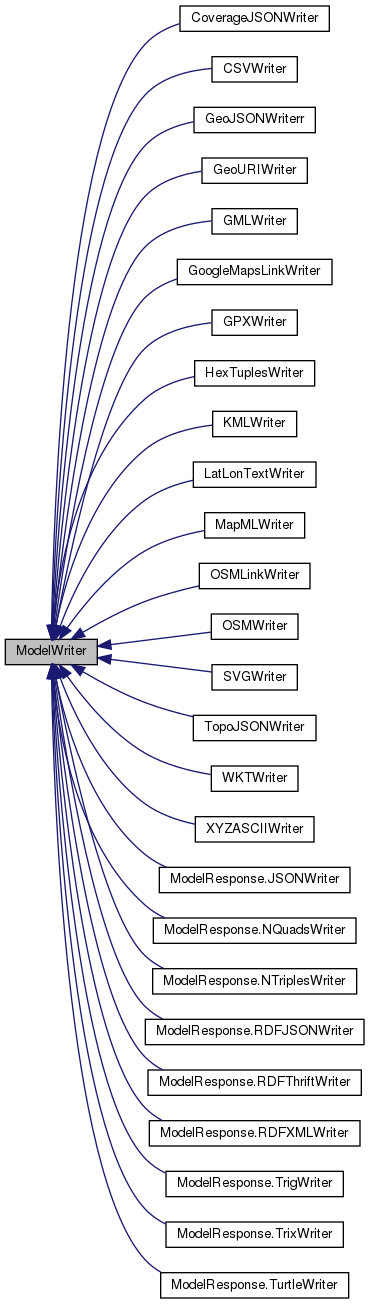 CoverageJSONWriter
CSVWriter
GeoJSONWriterr
GeoURIWriter
GMLWriter
GoogleMapsLinkWriter
GPXWriter
HexTuplesWriter
KMLWriter
LatLonTextWriter
MapMLWriter
OSMLinkWriter
OSMWriter
ModelWriter
SVGWriter
TopoJSONWriter
WKTWriter
XYZASCIIWriter
ModelResponse.JSONWriter
ModelResponse.NQuadsWriter
ModelResponse.NTriplesWriter
ModelResponse.RDFJSONWriter
ModelResponse.RDFThriftWriter
ModelResponse.RDFXMLWriter
ModelResponse.TrigWriter
ModelResponse.TrixWriter
ModelResponse.TurtleWriter